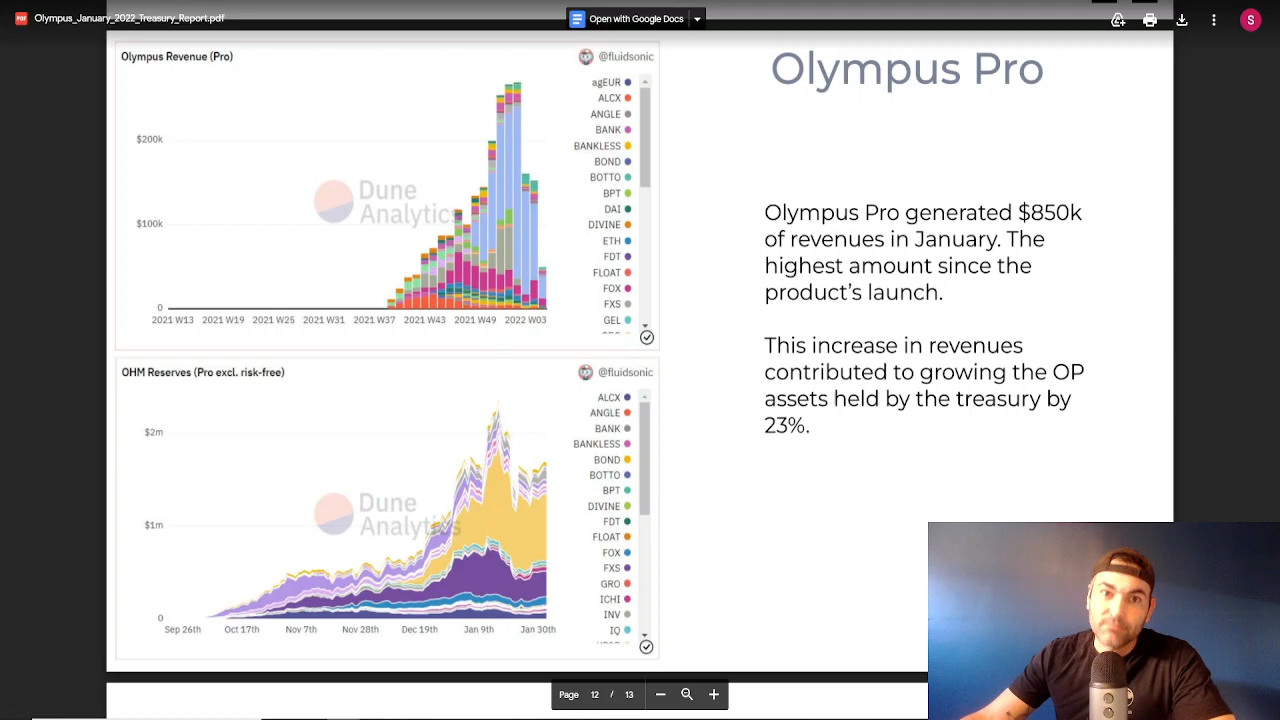 Olympus_January_2022_Treasury_Report.pdf
Open with Google Docs
S
Olympus Revenue (Pro)
@fluidsonic
$200k
$100k
0
2021 W13 2021 W19 2021 W25 2021 W31 2021 W37 2021 W43 2021 W49 2022 W03
Dune
Analytics
agEUR
ALCX
ANGLE
BANK
BANKLESS
BOND
BOTTO
BPT
DAI
DIVINE
ETH
FDT
FLOAT
FOX
FXS
GEL
OHM Reserves (Pro excl. risk-free)
@fluidsonic
$2m
$1m
0
Sep 26th Oct 17th Nov 7th Nov 28th Dec 19th Jan 9th Jan 30th
Dune
Analytics
ALCX
ANGLE
BANK
BANKLESS
BOND
BOTTO
BPT
DIVINE
FDT
FLOAT
FOX
FXS
GRO
ICHI
INV
IQ
Olympus Pro
Olympus Pro generated $850k
of revenues in January. The
highest amount since the
product’s launch.
This increase in revenues
contributed to growing the OP
assets held by the treasury by
23%.
Page 12 / 13